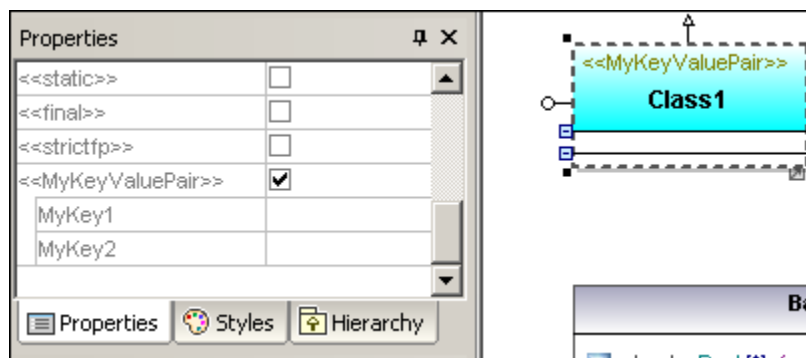 Properties
<<static>>
<<final>>
<<strictfp>>
<<MyKeyValuePair>>
MyKey1
MyKey2
Properties Styles Hierarchy
<<MyKeyValuePair>>
Class1